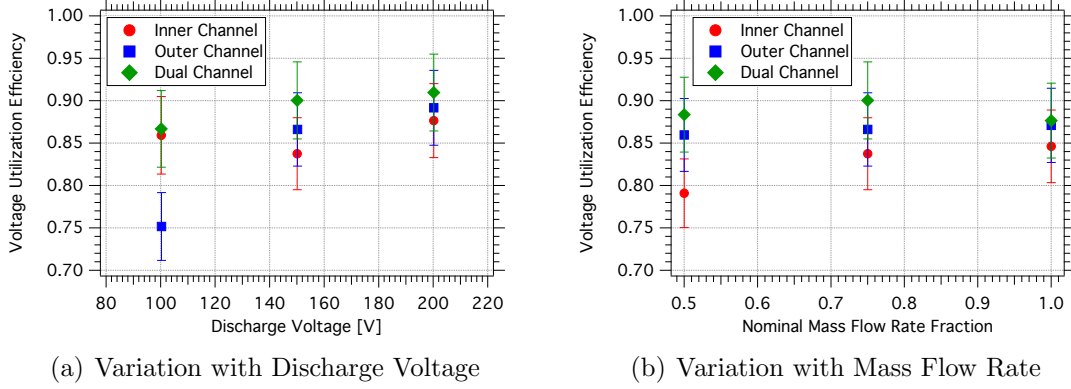 Voltage Utilization Efficiency
1.00
0.95
0.90
0.85
0.80
0.75
0.70
Inner Channel
Outer Channel
Dual Channel
80 100 120 140 160 180 200 220
Discharge Voltage [V]
(a) Variation with Discharge Voltage
Voltage Utilization Efficiency
1.00
0.95
0.90
0.85
0.80
0.75
0.70
Inner Channel
Outer Channel
Dual Channel
0.5 0.6 0.7 0.8 0.9 1.0
Nominal Mass Flow Rate Fraction
(b) Variation with Mass Flow Rate